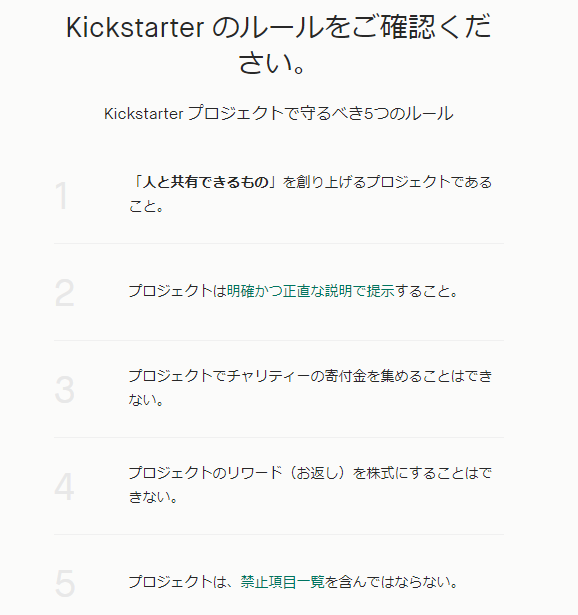 Kickstarter のルールをご確認くだ
さい。
Kickstarter プロジェクトで守るべき5つのルール
1
「人と共有できるもの」を創り上げるプロジェクトである
こと。
2
プロジェクトは明確かつ正直な説明で提示すること。
3
プロジェクトでチャリティーの寄付金を集めることはでき
ない。
4
プロジェクトのリワード（お返し）を株式にすることはで
きない。
5
プロジェクトは、禁止項目一覧を含んではならない。